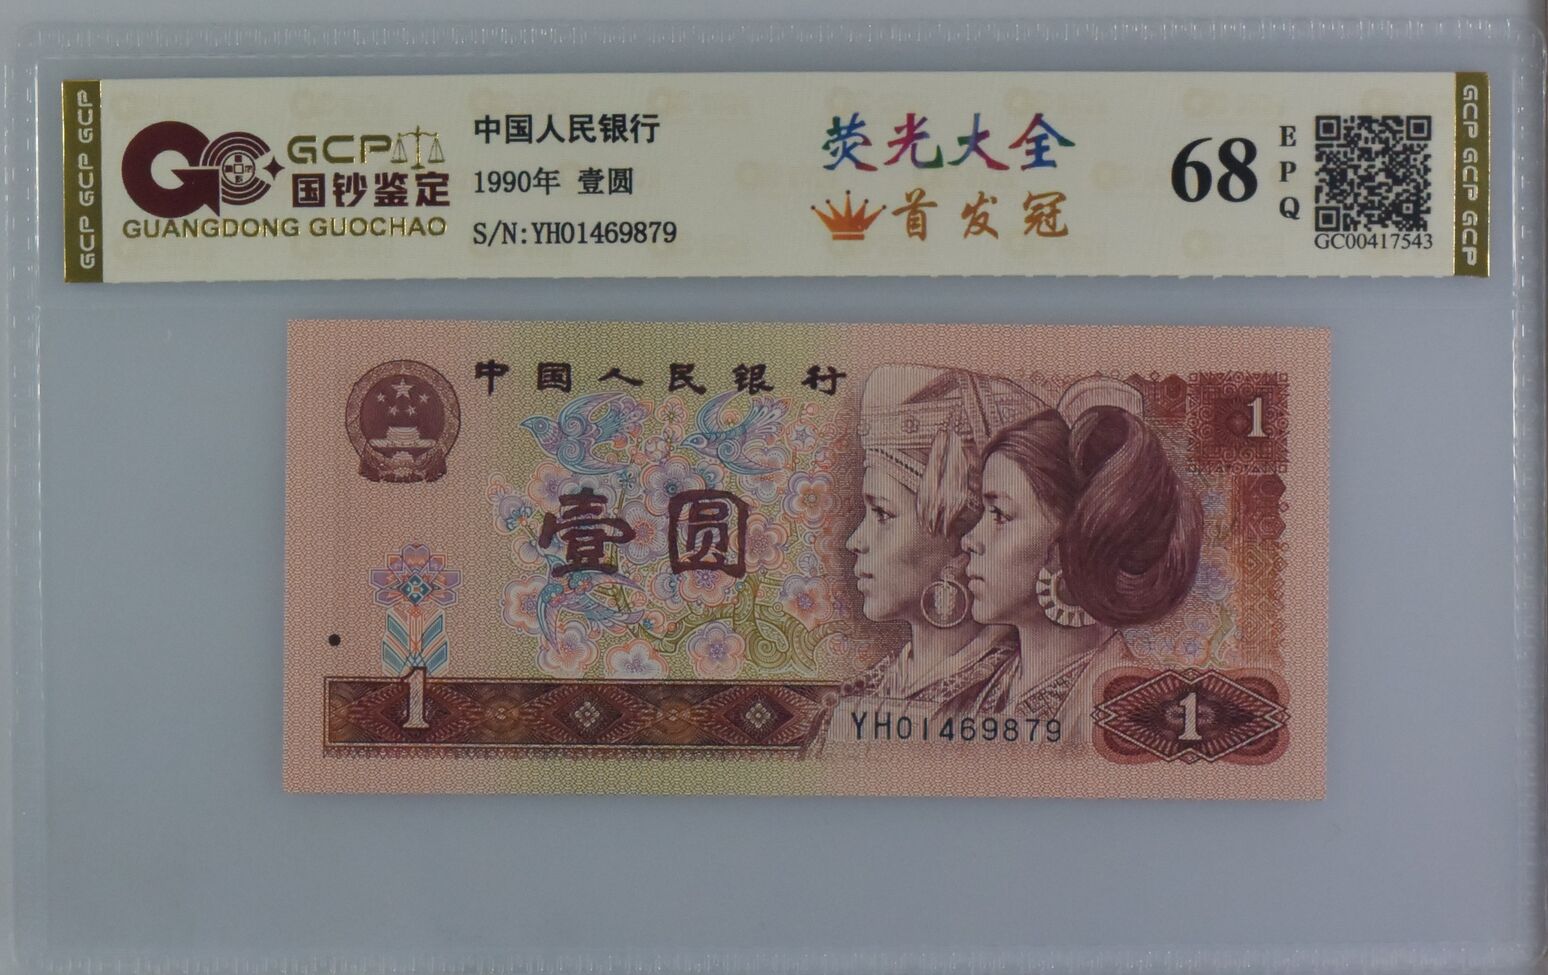 GCP GCP GCP
GCP
国钞鉴定
GUANGDONG GUOCHAO
中国人民银行
1990年 壹圆
S/N:YH01469879
荧光大全
首发冠
68
EPQ
GC00417543
GCP GCP GCP
中国人民银行
1
壹圆
1
YH01469879
1